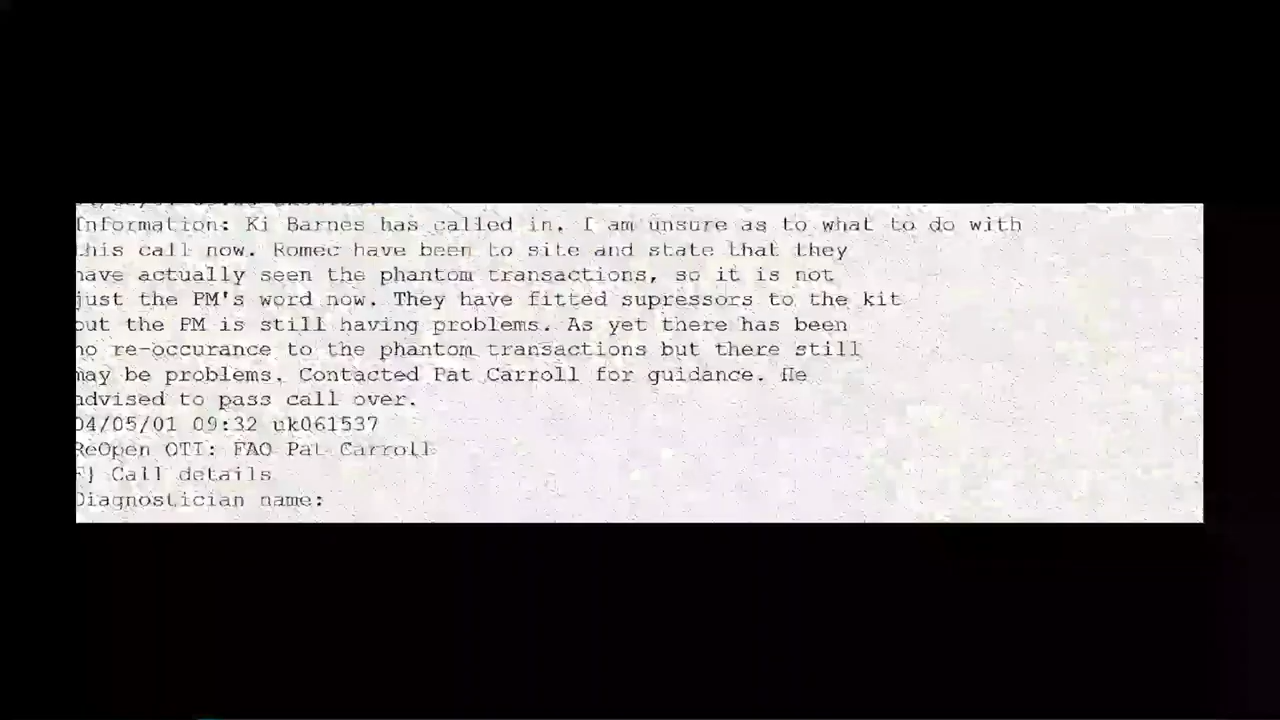 Information: Ki Barnes has called in. I am unsure as to what to do with
this call now. Romec have been to site and state that they
have actually seen the phantom transactions, so it is not
just the PM's word now. They have fitted supressors to the kit
but the PM is still having problems. As yet there has been
no re-occurance to the phantom transactions but there still
may be problems. Contacted Pat Carroll for guidance. He
advised to pass call over.
04/05/01 09:32 uk061537
ReOpen OTI: FAO Pat Carroll
F} Call details
Diagnostician name: